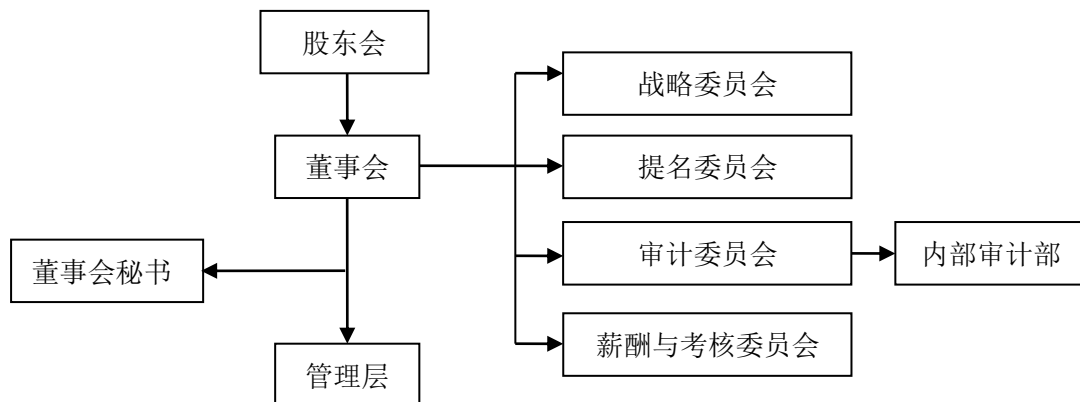 股东会
战略委员会
董事会
提名委员会
董事会秘书
审计委员会
内部审计部
管理层
薪酬与考核委员会